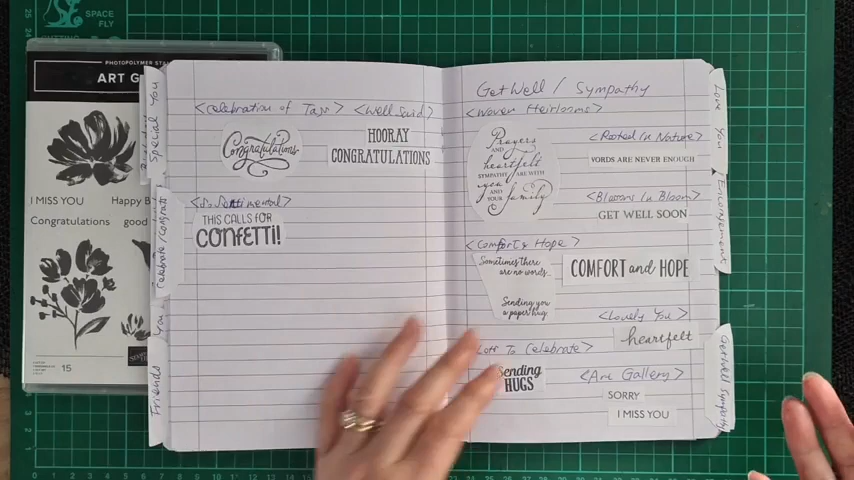 SPACE
FLY
PHOTOPOLYMER
ART G
I MISS YOU
Happy B
Congratulations
good
15
Special You
Celebrate/Congrats
You
Friends
<Celebration of Tags> <Well Said>
Congratulations
HOORAY
CONGRATULATIONS
<So Sentimental>
THIS CALLS FOR
CONFETTI!
Get Well / Sympathy
<Woven Heirlooms>
Prayers
AND
heartfelt
SYMPATHY ARE WITH
you
AND
YOUR family
<Rooted In Nature>
WORDS ARE NEVER ENOUGH
<Blossoms In Bloom>
GET WELL SOON
<Comfort & Hope>
Sometimes there
are no words...
Sending you
a paper hug
COMFORT and HOPE
<Lovely You>
heartfelt
Lots To Celebrate>
Sending
HUGS
<Art Gallery>
SORRY
I MISS YOU
Love You
Get Well Sympathy